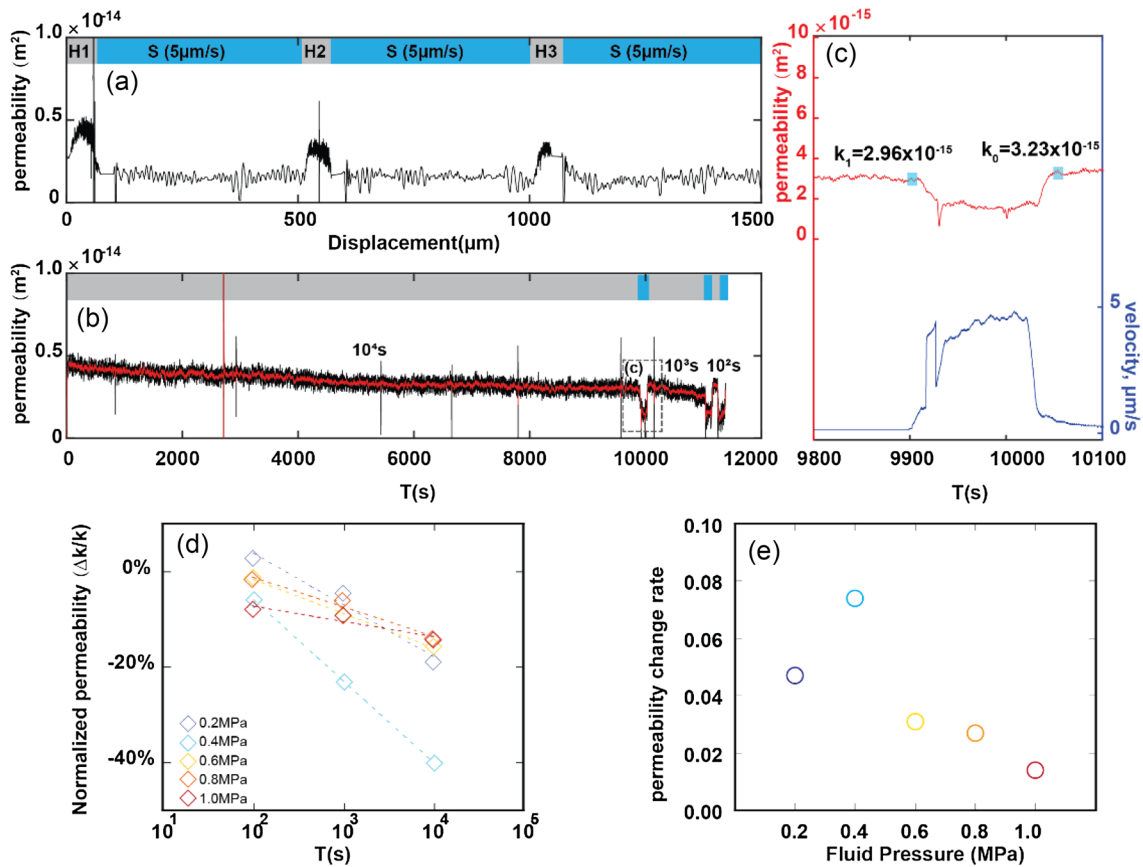 1.0×10⁻¹⁴
permeability (m²)
0.5
0
H1
S (5μm/s)
H2
S (5μm/s)
H3
S (5μm/s)
(a)
0
500
1000
1500
Displacement(μm)
1.0×10⁻¹⁴
permeability (m²)
0.5
0
(b)
10⁴s
(c)
10³s
10²s
0
2000
4000
6000
8000
10000
12000
T(s)
10×10⁻¹⁵
(c)
permeability (m²)
8
6
4
2
0
k₁=2.96x10⁻¹⁵
k₀=3.23x10⁻¹⁵
5
0
velocity, μm/s
9800
9900
10000
10100
T(s)
(d)
Normalized permeability (Δk/k)
0%
-20%
-40%
0.2MPa
0.4MPa
0.6MPa
0.8MPa
1.0MPa
10¹
10²
10³
10⁴
10⁵
T(s)
(e)
permeability change rate
0.10
0.08
0.06
0.04
0.02
0.00
0.2
0.4
0.6
0.8
1.0
Fluid Pressure (MPa)